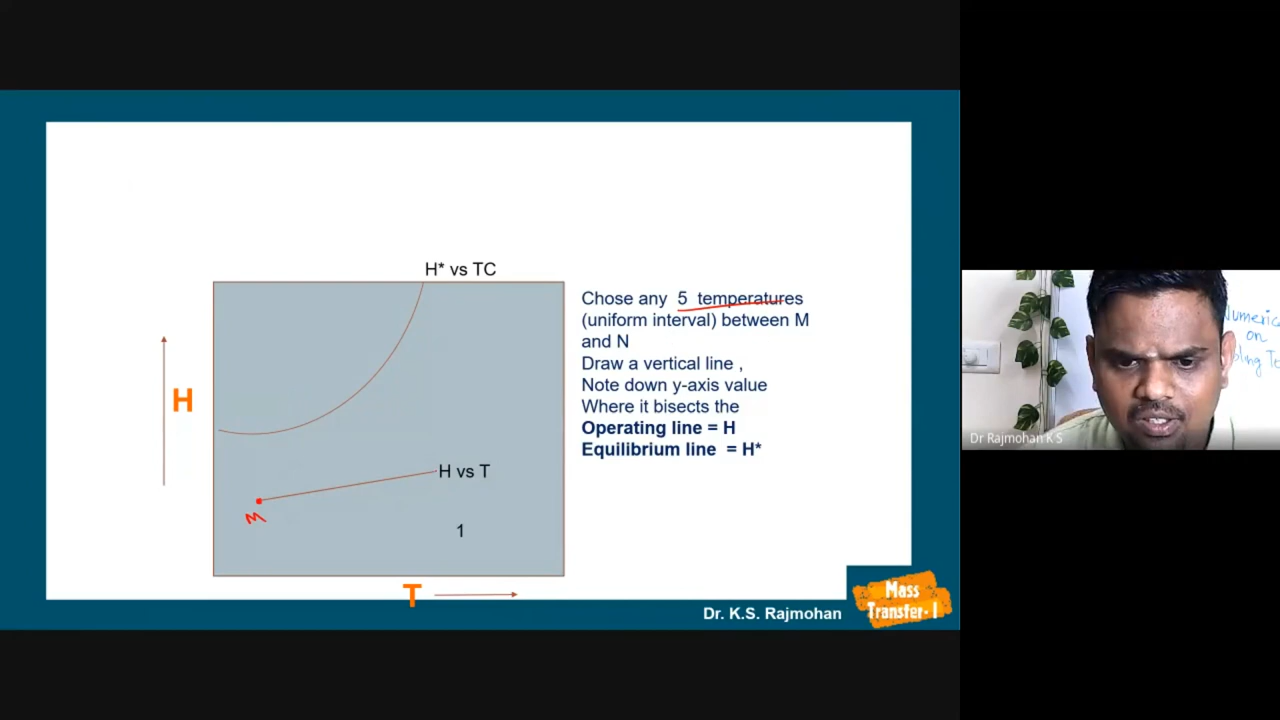 H* vs TC
Chose any 5 temperatures
(uniform interval) between M
and N
Draw a vertical line ,
Note down y-axis value
Where it bisects the
Operating line = H
Equilibrium line = H*
H
H vs T
M
1
T
Dr. K.S. Rajmohan
Mass
Transfer-I
on
Dr Rajmohan K S